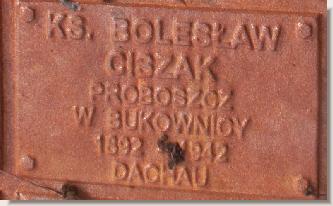 KS. BOLESŁAW
CISZAK
PROBOSZCZ
W BUKOWNICY
1892 1942
DACHAU